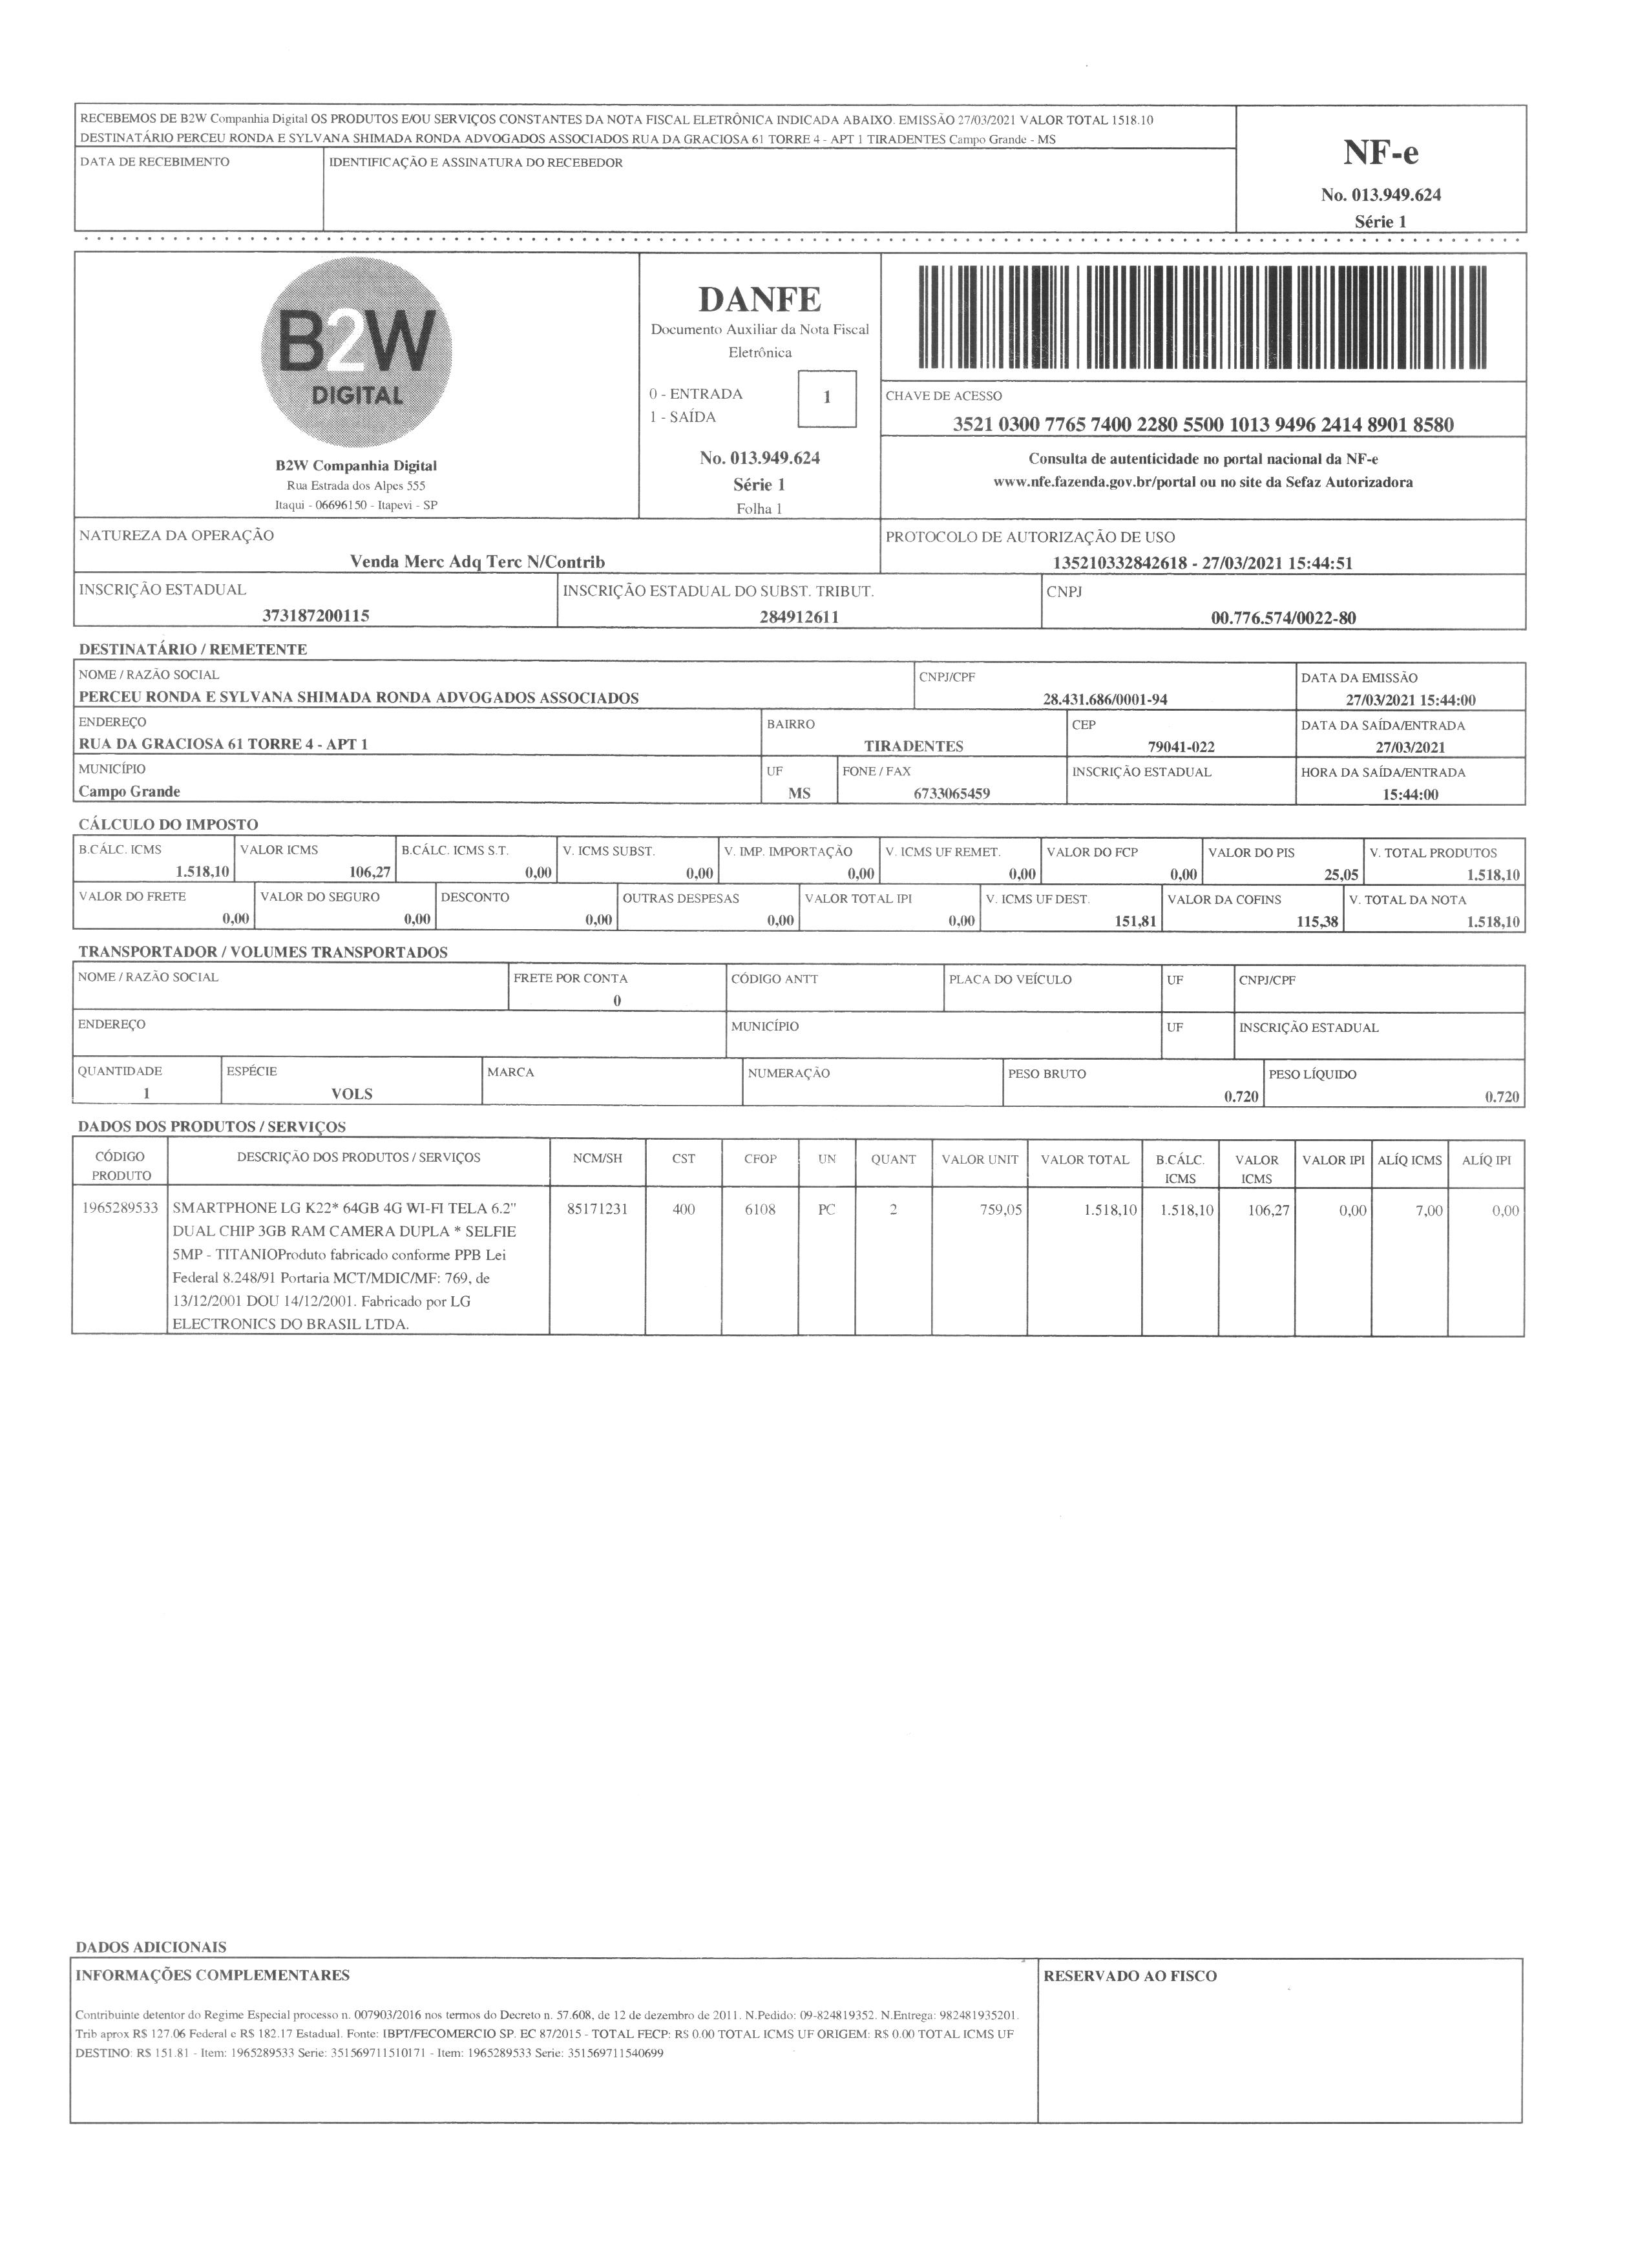 RECEBEMOS DE B2W Companhia Digital OS PRODUTOS E/OU SERVIÇOS CONSTANTES DA NOTA FISCAL ELETRÔNICA INDICADA ABAIXO. EMISSÃO 27/03/2021 VALOR TOTAL 1518.10
DESTINATÁRIO PERCEU RONDA E SYLVANA SHIMADA RONDA ADVOGADOS ASSOCIADOS RUA DA GRACIOSA 61 TORRE 4 - APT 1 TIRADENTES Campo Grande - MS
DATA DE RECEBIMENTO IDENTIFICAÇÃO E ASSINATURA DO RECEBEDOR
NF-e
No. 013.949.624
Série 1
B2W
DIGITAL
B2W Companhia Digital
Rua Estrada dos Alpes 555
Itaqui - 06696150 - Itapevi - SP
DANFE
Documento Auxiliar da Nota Fiscal
Eletrônica
0 - ENTRADA
1 - SAÍDA
1
No. 013.949.624
Série 1
Folha 1
CHAVE DE ACESSO
3521 0300 7765 7400 2280 5500 1013 9496 2414 8901 8580
Consulta de autenticidade no portal nacional da NF-e
www.nfe.fazenda.gov.br/portal ou no site da Sefaz Autorizadora
NATUREZA DA OPERAÇÃO
Venda Merc Adq Terc N/Contrib
PROTOCOLO DE AUTORIZAÇÃO DE USO
135210332842618 - 27/03/2021 15:44:51
INSCRIÇÃO ESTADUAL INSCRIÇÃO ESTADUAL DO SUBST. TRIBUT. CNPJ
373187200115 284912611 00.776.574/0022-80
DESTINATÁRIO / REMETENTE
NOME / RAZÃO SOCIAL CNPJ/CPF DATA DA EMISSÃO
PERCEU RONDA E SYLVANA SHIMADA RONDA ADVOGADOS ASSOCIADOS 28.431.686/0001-94 27/03/2021 15:44:00
ENDEREÇO BAIRRO CEP DATA DA SAÍDA/ENTRADA
RUA DA GRACIOSA 61 TORRE 4 - APT 1 TIRADENTES 79041-022 27/03/2021
MUNICÍPIO UF FONE / FAX INSCRIÇÃO ESTADUAL HORA DA SAÍDA/ENTRADA
Campo Grande MS 6733065459 15:44:00
CÁLCULO DO IMPOSTO
B.CÁLC. ICMS VALOR ICMS B.CÁLC. ICMS S.T. V. ICMS SUBST. V. IMP. IMPORTAÇÃO V. ICMS UF REMET. VALOR DO FCP VALOR DO PIS V. TOTAL PRODUTOS
1.518,10 106,27 0,00 0,00 0,00 0,00 0,00 25,05 1.518,10
VALOR DO FRETE VALOR DO SEGURO DESCONTO OUTRAS DESPESAS VALOR TOTAL IPI V. ICMS UF DEST. VALOR DA COFINS V. TOTAL DA NOTA
0,00 0,00 0,00 0,00 0,00 151,81 115,38 1.518,10
TRANSPORTADOR / VOLUMES TRANSPORTADOS
NOME / RAZÃO SOCIAL FRETE POR CONTA CÓDIGO ANTT PLACA DO VEÍCULO UF CNPJ/CPF
0
ENDEREÇO MUNICÍPIO UF INSCRIÇÃO ESTADUAL
QUANTIDADE ESPÉCIE MARCA NUMERAÇÃO PESO BRUTO PESO LÍQUIDO
1 VOLS 0.720 0.720
DADOS DOS PRODUTOS / SERVIÇOS
CÓDIGO PRODUTO DESCRIÇÃO DOS PRODUTOS / SERVIÇOS NCM/SH CST CFOP UN QUANT VALOR UNIT VALOR TOTAL B.CÁLC. ICMS VALOR ICMS VALOR IPI ALÍQ ICMS ALÍQ IPI
1965289533 SMARTPHONE LG K22* 64GB 4G WI-FI TELA 6.2" 85171231 400 6108 PC 2 759,05 1.518,10 1.518,10 106,27 0,00 7,00 0,00
DUAL CHIP 3GB RAM CAMERA DUPLA * SELFIE
5MP - TITANIOProduto fabricado conforme PPB Lei
Federal 8.248/91 Portaria MCT/MDIC/MF: 769, de
13/12/2001 DOU 14/12/2001. Fabricado por LG
ELECTRONICS DO BRASIL LTDA.
DADOS ADICIONAIS
INFORMAÇÕES COMPLEMENTARES RESERVADO AO FISCO
Contribuinte detentor do Regime Especial processo n. 007903/2016 nos termos do Decreto n. 57.608, de 12 de dezembro de 2011. N.Pedido: 09-824819352. N.Entrega: 982481935201.
Trib aprox R$ 127.06 Federal e R$ 182.17 Estadual. Fonte: IBPT/FECOMERCIO SP. EC 87/2015 - TOTAL FECP: R$ 0.00 TOTAL ICMS UF ORIGEM: R$ 0.00 TOTAL ICMS UF
DESTINO: R$ 151.81 - Item: 1965289533 Serie: 351569711510171 - Item: 1965289533 Serie: 351569711540699